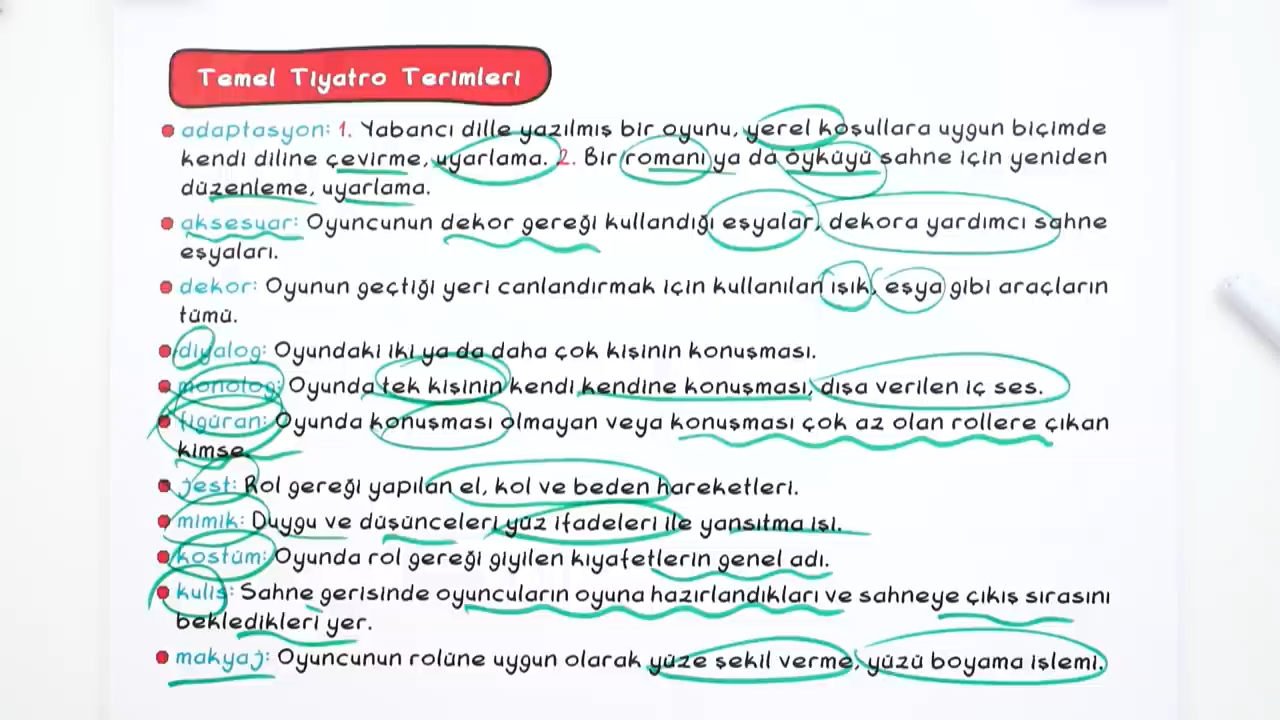 Temel Tiyatro Terimleri
adaptasyon: 1. Yabancı dille yazılmış bir oyunu, yerel koşullara uygun biçimde
kendi diline çevirme, uyarlama. 2. Bir romanı ya da öyküyü sahne için yeniden
düzenleme, uyarlama.
aksesuar: Oyuncunun dekor gereği kullandığı eşyalar, dekora yardımcı sahne
eşyaları.
dekor: Oyunun geçtiği yeri canlandırmak için kullanılan ışık, eşya gibi araçların
tümü.
diyalog: Oyundaki iki ya da daha çok kişinin konuşması.
monolog: Oyunda tek kişinin kendi kendine konuşması, dışa verilen iç ses.
figüran: Oyunda konuşması olmayan veya konuşması çok az olan rollere çıkan
kimse.
jest: Rol gereği yapılan el, kol ve beden hareketleri.
mimik: Duygu ve düşünceleri yüz ifadeleri ile yansıtma işi.
kostüm: Oyunda rol gereği giyilen kıyafetlerin genel adı.
kulis: Sahne gerisinde oyuncuların oyuna hazırlandıkları ve sahneye çıkış sırasını
bekledikleri yer.
makyaj: Oyuncunun rolüne uygun olarak yüze şekil verme, yüzü boyama işlemi.